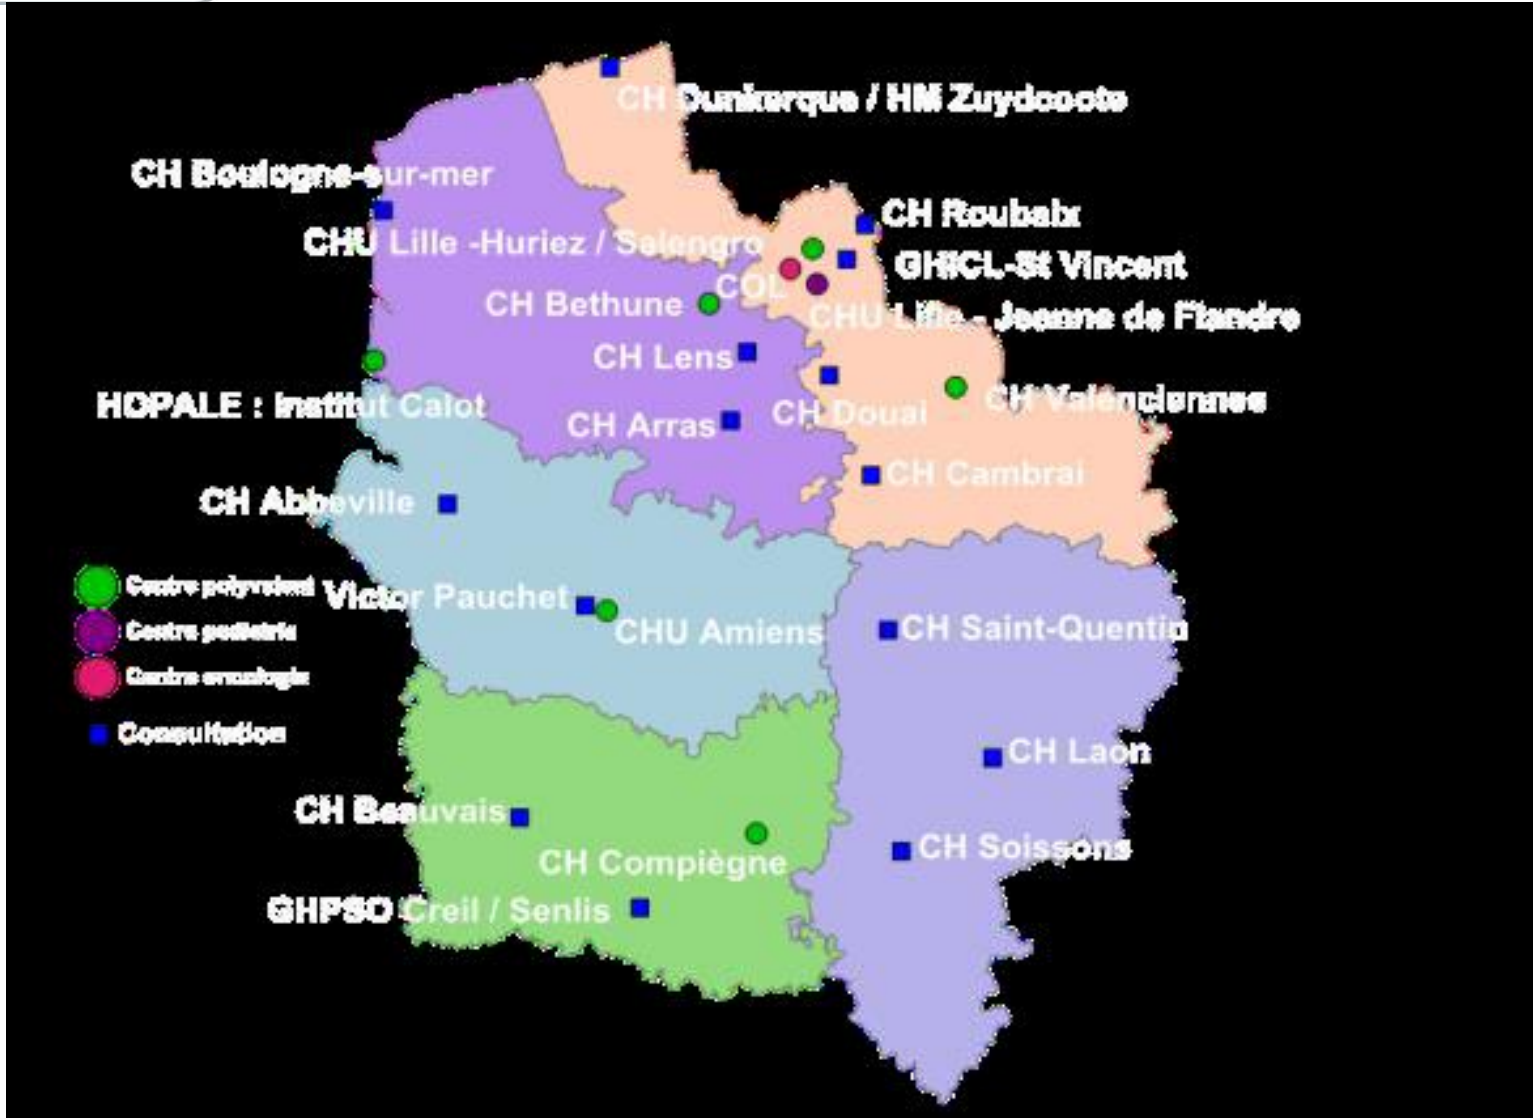 CH Dunkerque / HM Zuydcoote
CH Boulogne-sur-mer
CH Roubaix
CHU Lille -Huriez / Salengro
GHICL-St Vincent
COL
CH Bethune
CHU Lille - Jeanne de Flandre
CH Lens
HOPALE : Institut Calot
CH Valenciennes
CH Douai
CH Arras
CH Cambrai
CH Abbeville
Centre polyvalent
Victor Pauchet
CHU Amiens
CH Saint-Quentin
Centre pédiatrie
Centre oncologie
Consultation
CH Laon
CH Beauvais
CH Soissons
CH Compiègne
GHPSO Creil / Senlis